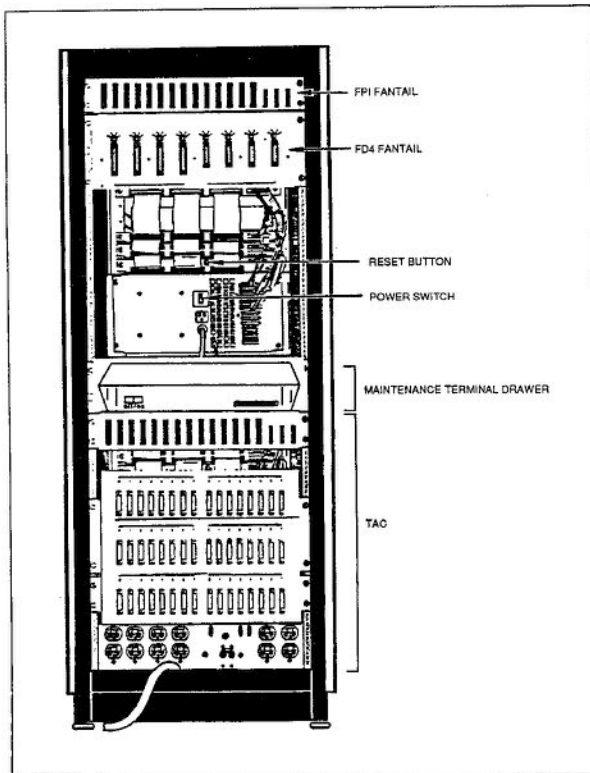 FPI FANTAIL
FD4 FANTAIL
RESET BUTTON
POWER SWITCH
MAINTENANCE TERMINAL DRAWER
TAC